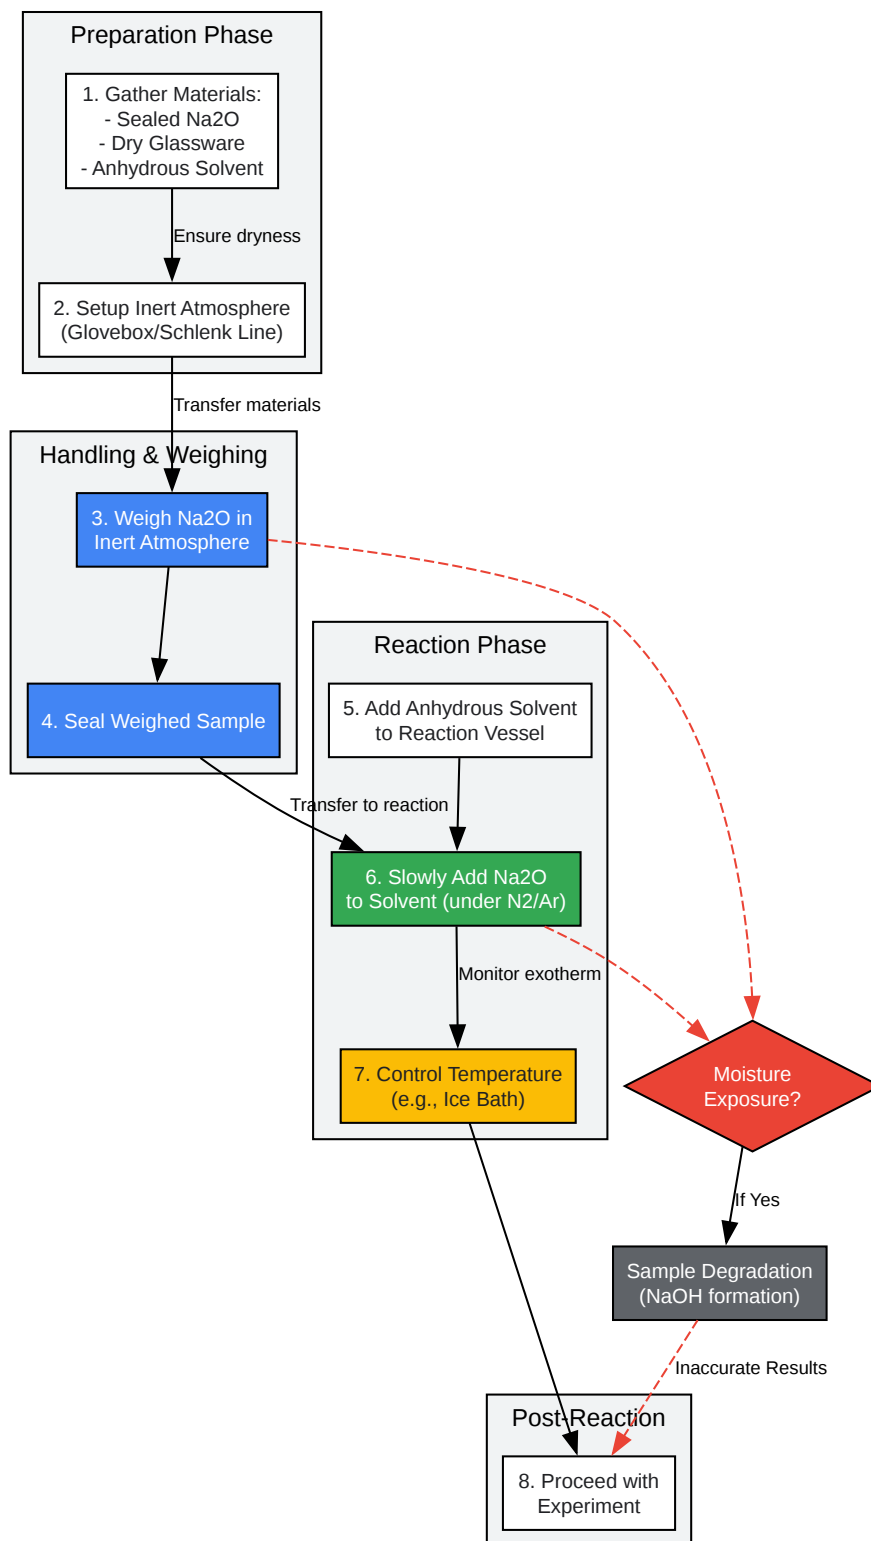 Preparation Phase
1. Gather Materials:
- Sealed Na2O
- Dry Glassware
- Anhydrous Solvent
Ensure dryness
2. Setup Inert Atmosphere
(Glovebox/Schlenk Line)
Transfer materials
Handling & Weighing
3. Weigh Na2O in
Inert Atmosphere
4. Seal Weighed Sample
Reaction Phase
5. Add Anhydrous Solvent
to Reaction Vessel
Transfer to reaction
6. Slowly Add Na2O
to Solvent (under N2/Ar)
Monitor exotherm
7. Control Temperature
(e.g., Ice Bath)
Moisture
Exposure?
If Yes
Sample Degradation
(NaOH formation)
Inaccurate Results
Post-Reaction
8. Proceed with
Experiment